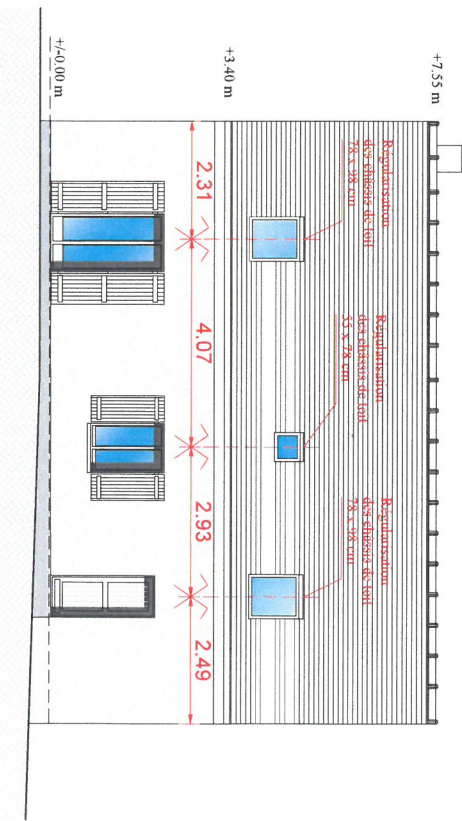 +7.55 m
+3.40 m
+/-0.00 m
Régularisation
des châssis de toit
78 x 98 cm
Régularisation
des châssis de toit
55 x 78 cm
Régularisation
des châssis de toit
78 x 98 cm
2.31
4.07
2.93
2.49